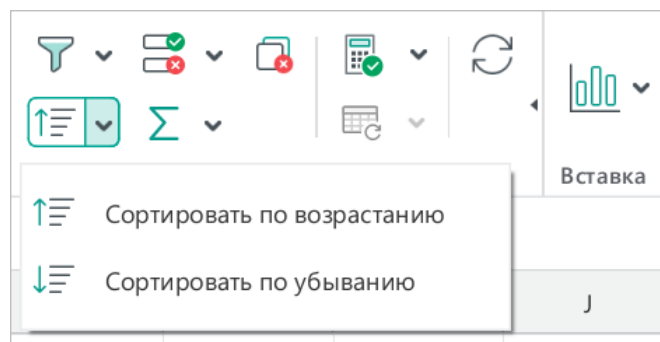 Вставка
Сортировать по возрастанию
Сортировать по убыванию
J